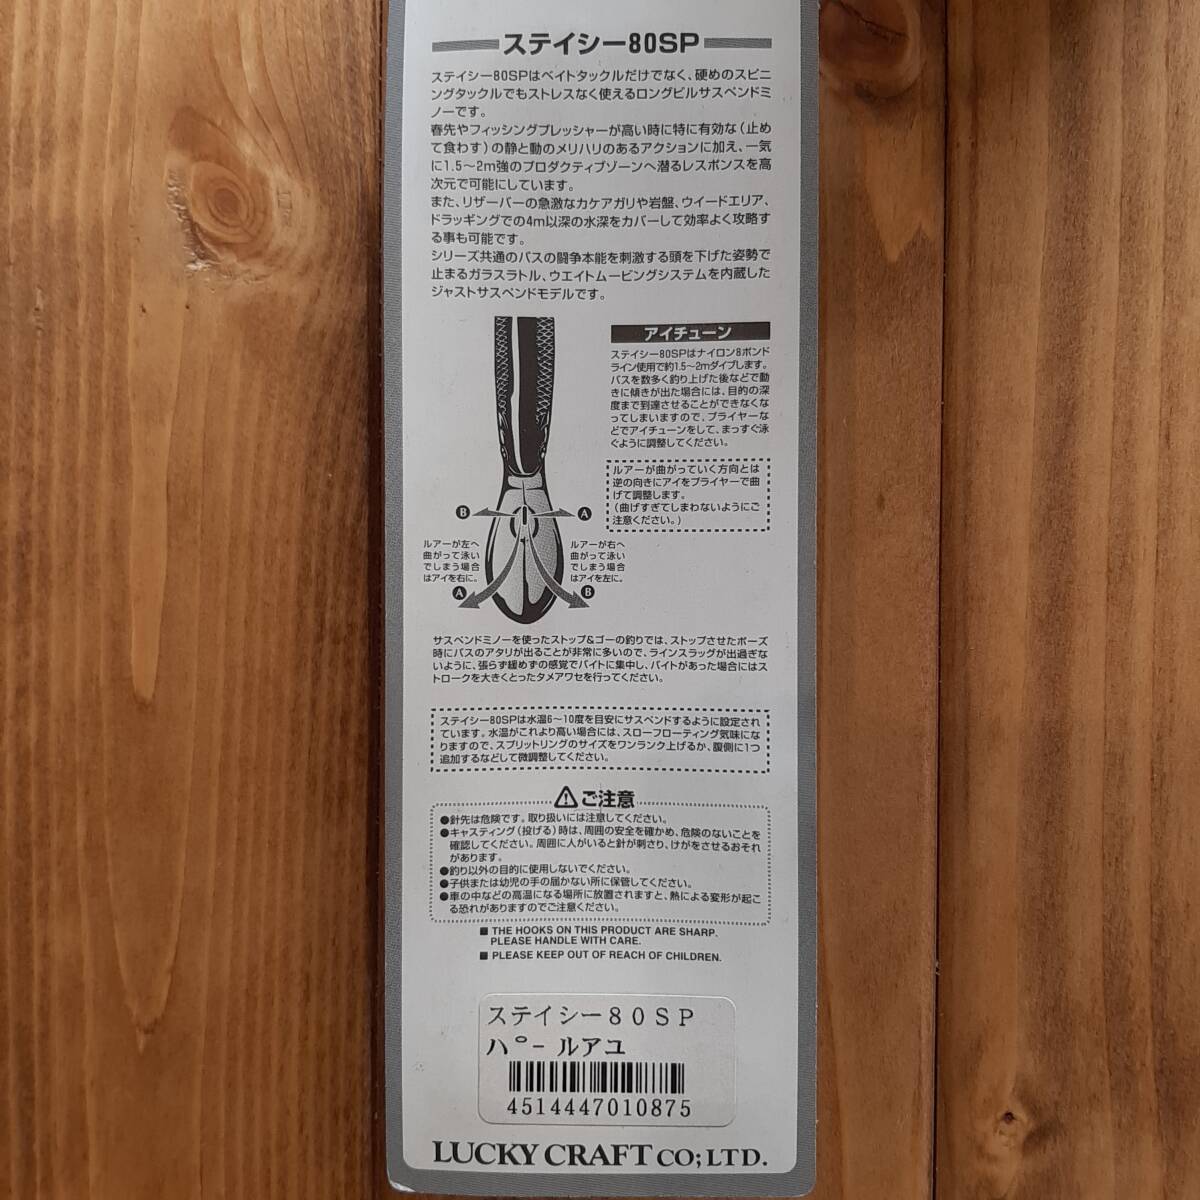 ステイシー80SP
ステイシー80SPはベイトタックルだけでなく、硬めのスピニ
ングタックルでもストレスなく使えるロングビルサスペンドミ
ノーです。
春先やフィッシングプレッシャーが高い時に特に有効な(止め
て食わす)の静と動のメリハリのあるアクションに加え、一気
に1.5〜2m強のプロダクティブゾーンへ潜るレスポンスを高
次元で可能にしています。
また、リザーバーの急激なカケアガリや岩盤、ウイードエリア、
ドラッギングでの4m以深の水深をカバーして効率よく攻略す
る事も可能です。
シリーズ共通のバスの闘争本能を刺激する頭を下げた姿勢で
止まるガラスラトル、ウエイトムービングシステムを内蔵した
ジャストサスペンドモデルです。
アイチューン
ステイシー80SPはナイロン8ポンド
ライン使用で約1.5〜2mダイブします。
バスを数多く釣り上げた後などで動
きに傾きが出た場合には、目的の深
度まで到達させることができなくな
ってしまいますので、プライヤーな
どでアイチューンをして、まっすぐ泳
ぐように調整してください。
ルアーが曲がっていく方向とは
逆の向きにアイをプライヤーで曲
げて調整します。
(曲げすぎてしまわないようにご
注意ください。)
B
A
ルアーが左へ
曲がって泳い
でしまう場合
はアイを右に。
A
ルアーが右へ
曲がって泳い
でしまう場合
はアイを左に。
B
サスペンドミノーを使ったストップ&ゴーの釣りでは、ストップさせたポーズ
時にバスのアタリが出ることが非常に多いので、ラインスラッグが出過ぎな
いように、張らず緩めずの感覚でバイトに集中し、バイトがあった場合にはス
トロークを大きくとったタメアワセを行ってください。
ステイシー80SPは水温6〜10度を目安にサスペンドするように設定され
ています。水温がこれより高い場合には、スローフローティング気味にな
りますので、スプリットリングのサイズをワンランク上げるか、腹側に1つ
追加するなどして微調整してください。
ご注意
●針先は危険です。取り扱いには注意してください。
●キャスティング(投げる)時は、周囲の安全を確かめ、危険のないことを
確認してください。周囲に人がいると針が刺さり、けがをさせるおそれ
があります。
●釣り以外の目的に使用しないでください。
●子供または幼児の手の届かない所に保管してください。
●車の中などの高温になる場所に放置されますと、熱による変形が起こ
る恐れがありますのでご注意ください。
■ THE HOOKS ON THIS PRODUCT ARE SHARP.
PLEASE HANDLE WITH CARE.
■ PLEASE KEEP OUT OF REACH OF CHILDREN.
ステイシー80SP
パールアユ
4514447010875
LUCKY CRAFT CO;LTD.